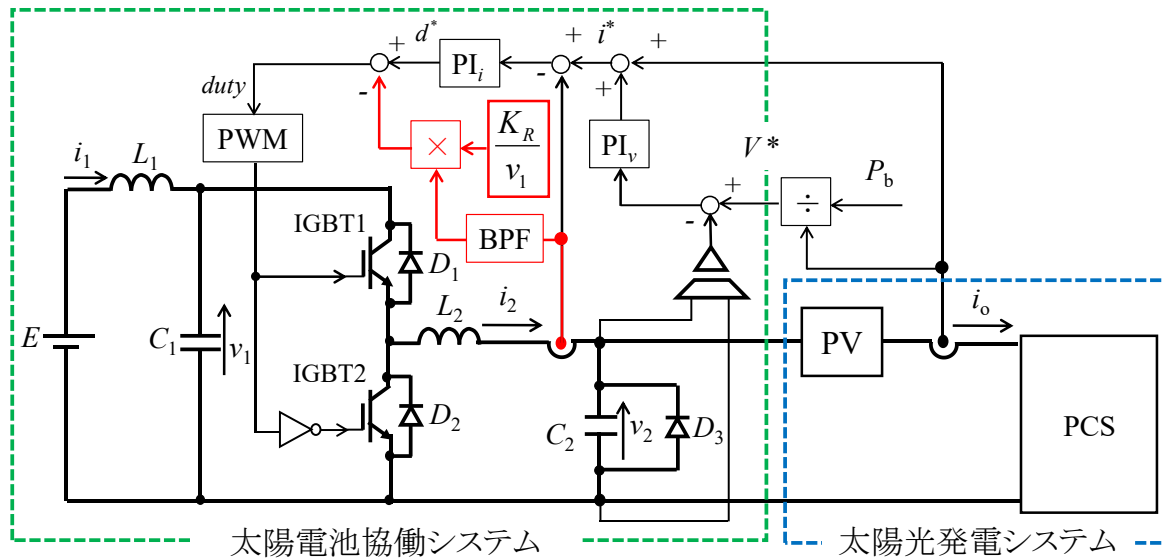 + d* + i* +
PI_i
- - +
duty
PWM
×
K_R
v_1
PI_v
V*
P_b
+
÷
-
i_1 L_1
IGBT1
BPF
D_1
L_2 i_2
i_o
PV
E
C_1 v_1
IGBT2
D_2
C_2 v_2 D_3
PCS
太陽電池協働システム
太陽光発電システム